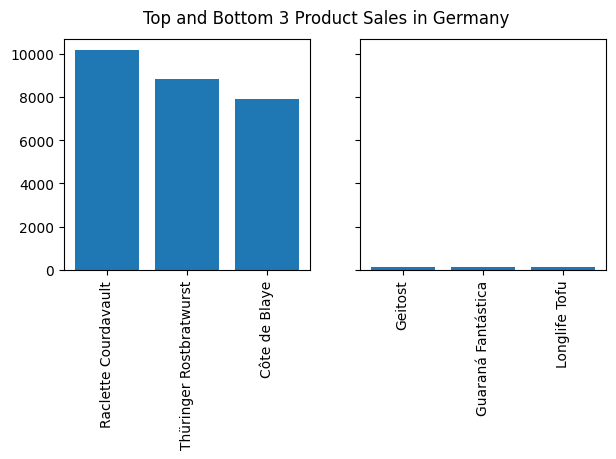 Top and Bottom 3 Product Sales in Germany
10000
8000
6000
4000
2000
0
Raclette Courdavault
Thüringer Rostbratwurst
Côte de Blaye
Geitost
Guaraná Fantástica
Longlife Tofu